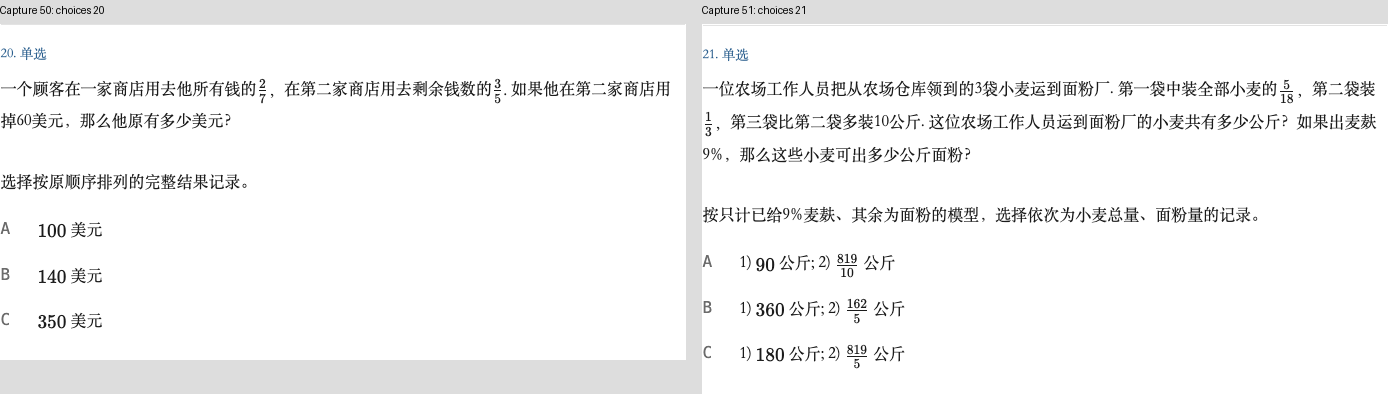 Capture 50: choices 20
20. 单选
一个顾客在一家商店用去他所有钱的2/7，在第二家商店用去剩余钱数的3/5. 如果他在第二家商店用
掉60美元，那么他原有多少美元？
选择按原顺序排列的完整结果记录。
A 100 美元
B 140 美元
C 350 美元
Capture 51: choices 21
21. 单选
一位农场工作人员把从农场仓库领到的3袋小麦运到面粉厂. 第一袋中装全部小麦的5/18，第二袋装
1/3，第三袋比第二袋多装10公斤. 这位农场工作人员运到面粉厂的小麦共有多少公斤？如果出麦麸
9%，那么这些小麦可出多少公斤面粉？
按只计已给9%麦麸、其余为面粉的模型，选择依次为小麦总量、面粉量的记录。
A 1) 90 公斤; 2) 819/10 公斤
B 1) 360 公斤; 2) 162/5 公斤
C 1) 180 公斤; 2) 819/5 公斤